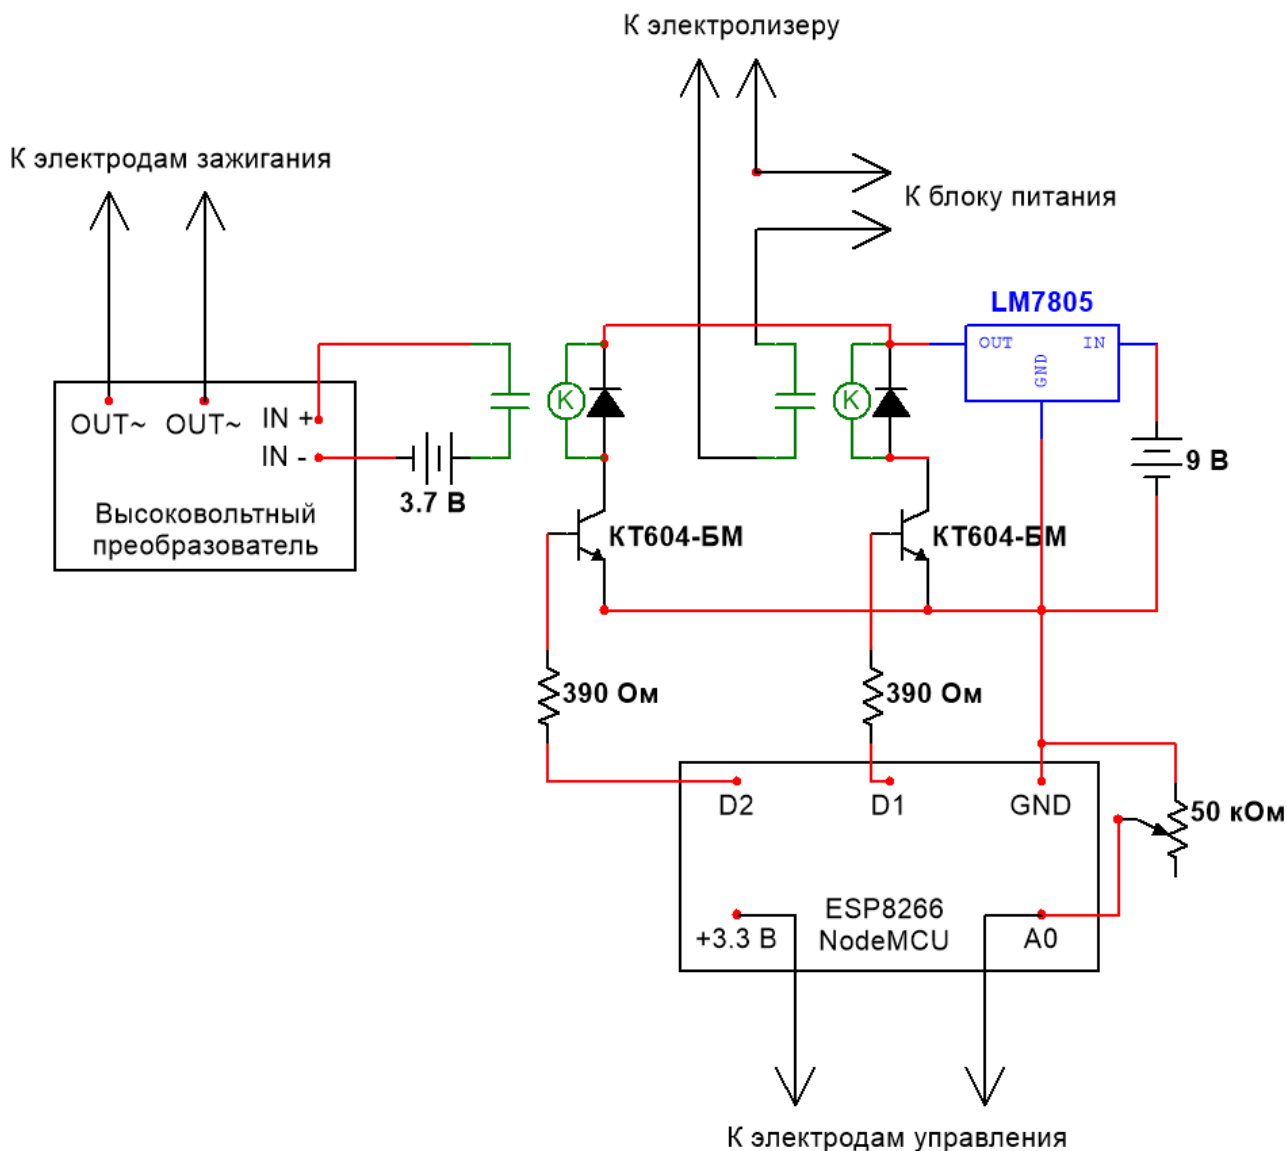 К электролизеру
К электродам зажигания
К блоку питания
LM7805
OUT
IN
GND
K
K
OUT~
OUT~
IN +
IN -
3.7 В
9 В
Высоковольтный
преобразователь
КТ604-БМ
КТ604-БМ
390 Ом
390 Ом
D2
D1
GND
50 кОм
ESP8266
NodeMCU
+3.3 В
A0
К электродам управления